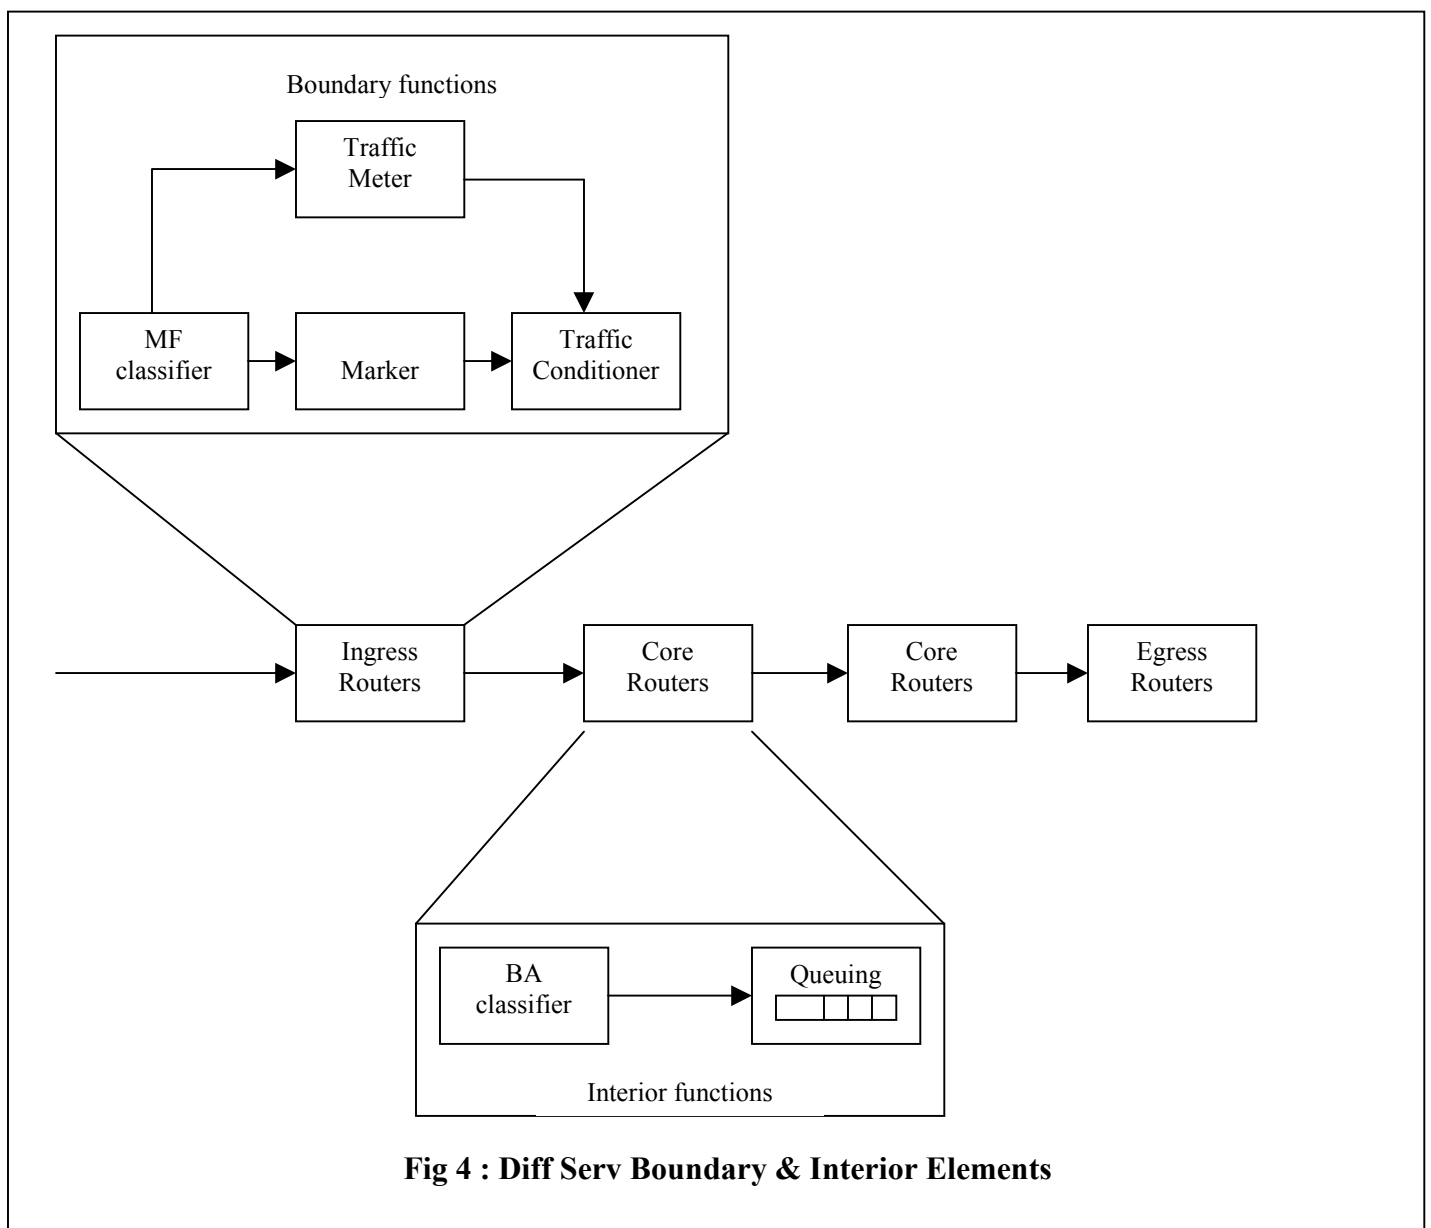 Boundary functions
Traffic
Meter
MF
classifier
Marker
Traffic
Conditioner
Ingress
Routers
Core
Routers
Core
Routers
Egress
Routers
BA
classifier
Queuing
Interior functions
Fig 4 : Diff Serv Boundary & Interior Elements